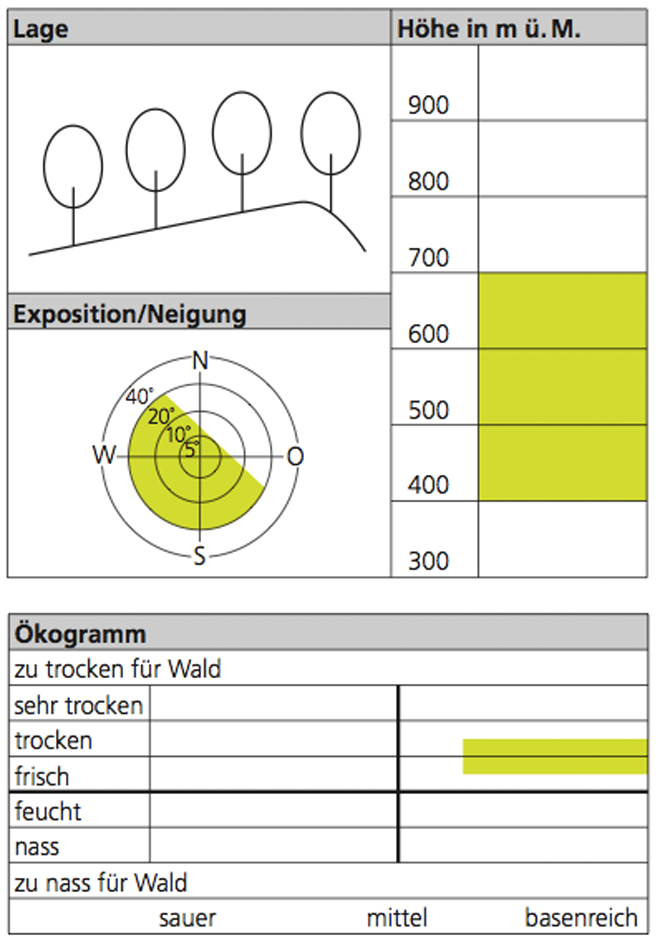 Lage
Höhe in m ü. M.
900
800
700
600
500
400
300
Exposition/Neigung
N
40°
20°
10°
5°
W
O
S
Ökogramm
zu trocken für Wald
sehr trocken
trocken
frisch
feucht
nass
zu nass für Wald
sauer mittel basenreich